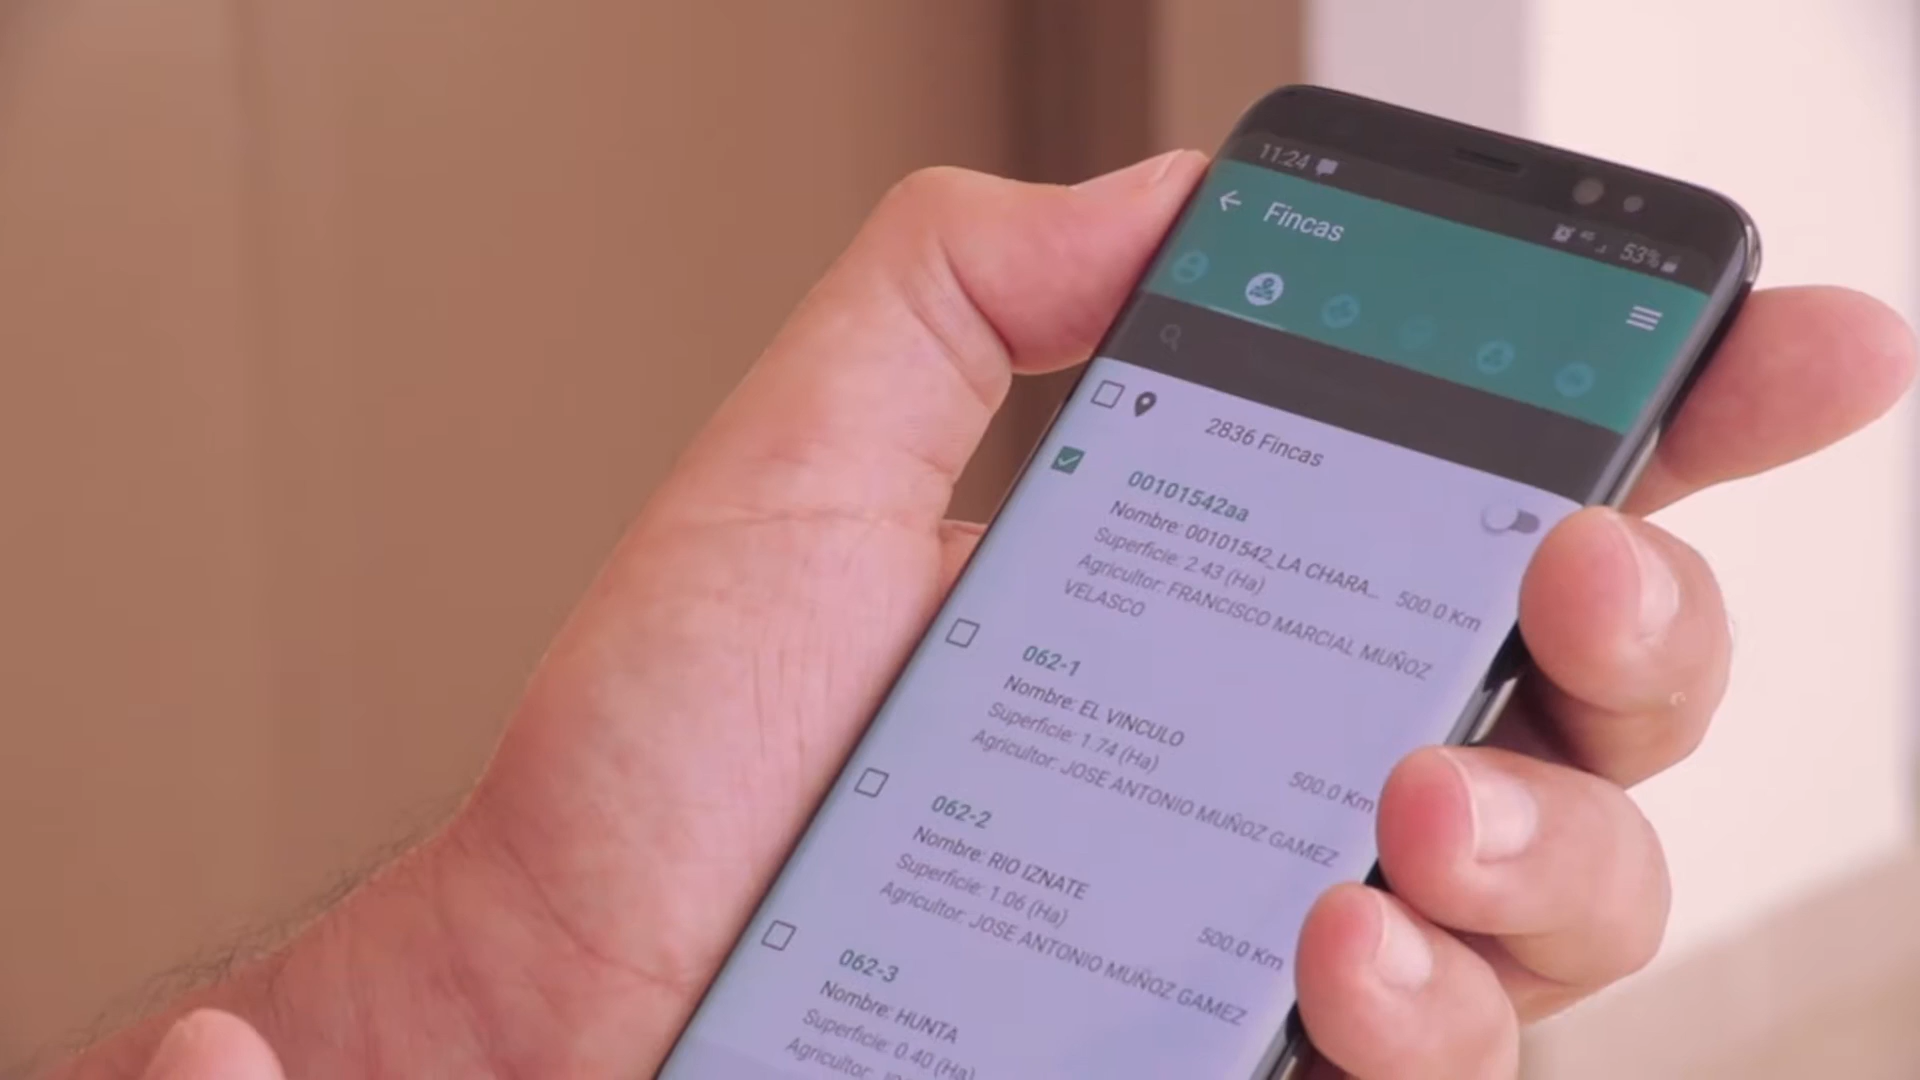 11:24
4G 53%
Fincas
2836 Fincas
00101542aa
Nombre: 00101542_LA CHARA... 500.0 Km
Superficie: 2.43 (Ha)
Agricultor: FRANCISCO MARCIAL MUÑOZ
VELASCO
062-1
Nombre: EL VINCULO
Superficie: 1.74 (Ha) 500.0 Km
Agricultor: JOSE ANTONIO MUÑOZ GAMEZ
062-2
Nombre: RIO IZNATE
Superficie: 1.06 (Ha) 500.0 Km
Agricultor: JOSE ANTONIO MUÑOZ GAMEZ
062-3
Nombre: HUNTA
Superficie: 0.40 (Ha)
Agricultor: